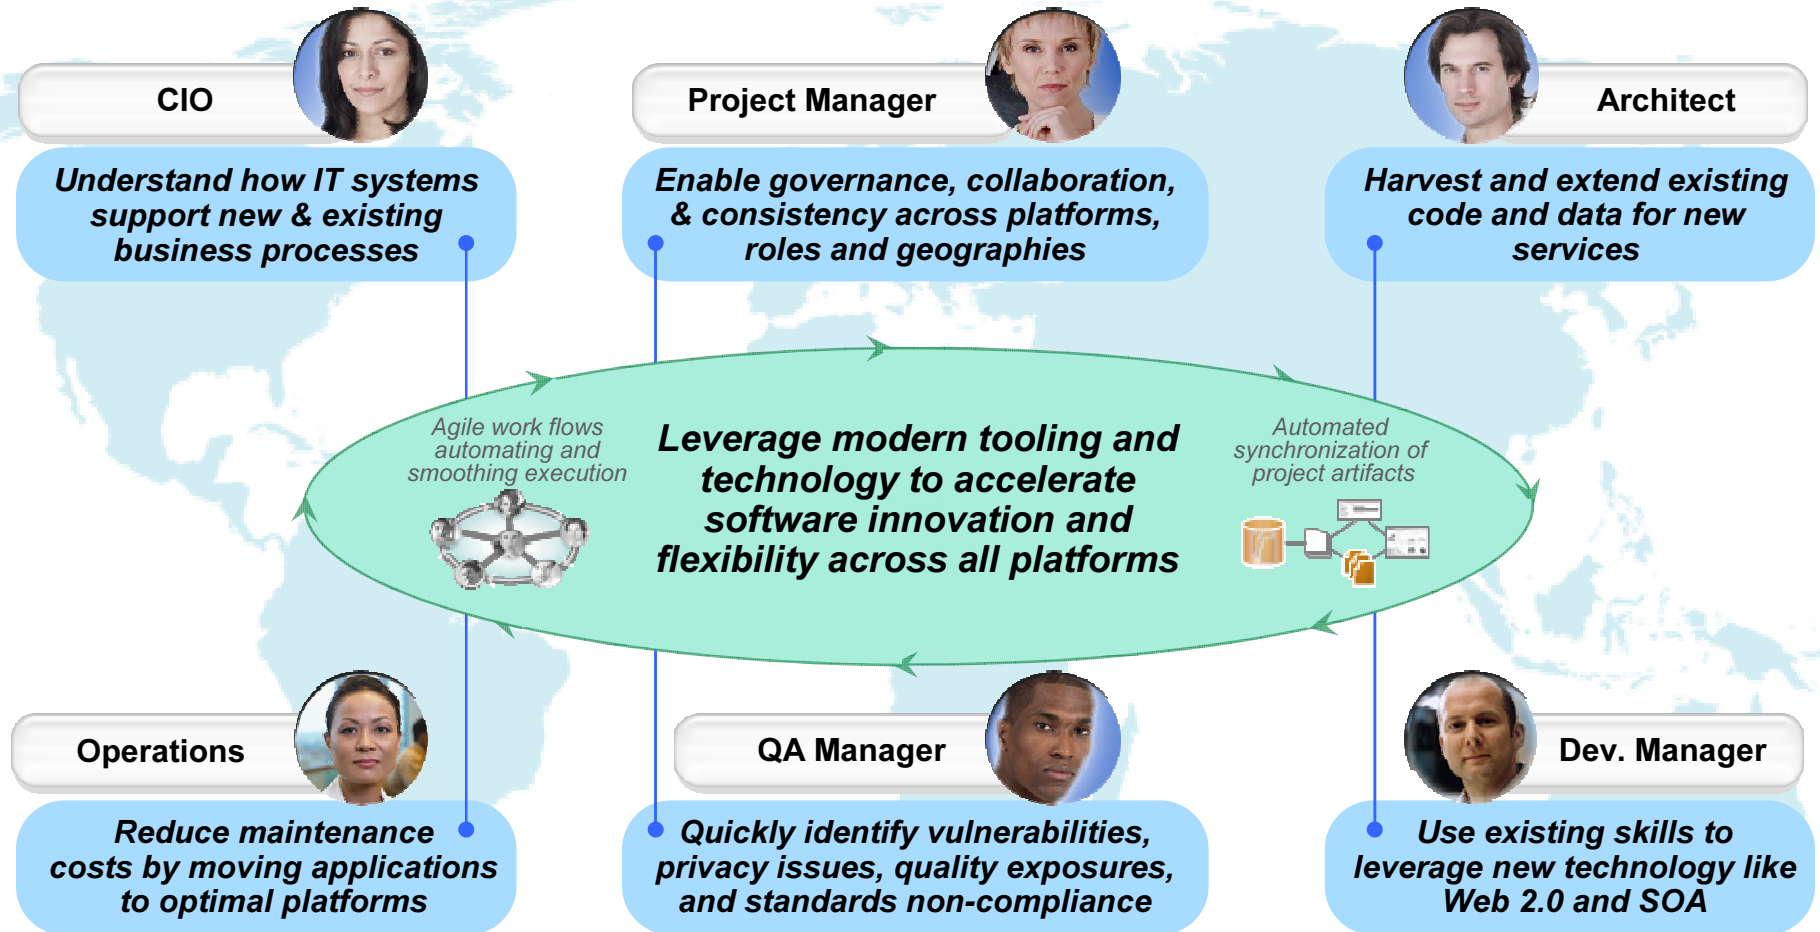 CIO
Project Manager
Architect
Understand how IT systems
support new & existing
business processes
Enable governance, collaboration,
& consistency across platforms,
roles and geographies
Harvest and extend existing
code and data for new
services
Agile work flows
automating and
smoothing execution
Leverage modern tooling and
technology to accelerate
software innovation and
flexibility across all platforms
Automated
synchronization of
project artifacts
Operations
QA Manager
Dev. Manager
Reduce maintenance
costs by moving applications
to optimal platforms
Quickly identify vulnerabilities,
privacy issues, quality exposures,
and standards non-compliance
Use existing skills to
leverage new technology like
Web 2.0 and SOA